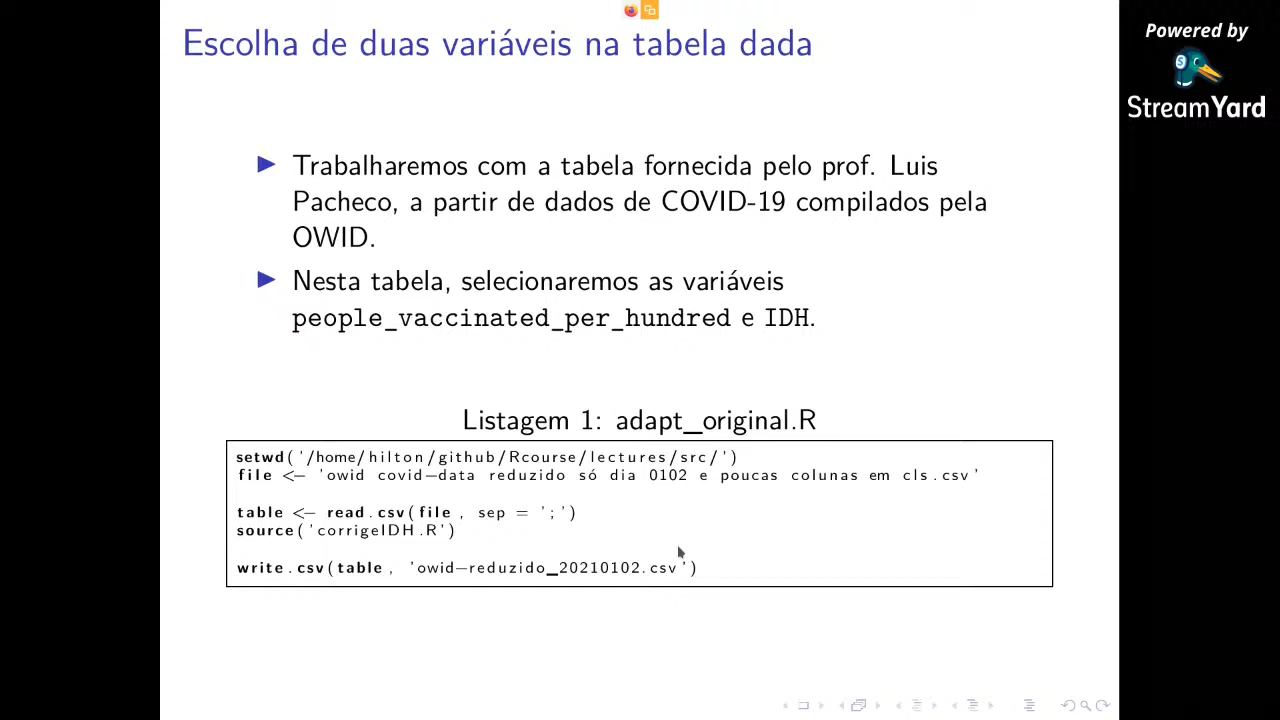 Escolha de duas variáveis na tabela dada
Powered by
StreamYard
Trabalharemos com a tabela fornecida pelo prof. Luis
Pacheco, a partir de dados de COVID-19 compilados pela
OWID.
Nesta tabela, selecionaremos as variáveis
people_vaccinated_per_hundred e IDH.
Listagem 1: adapt_original.R
setwd('/home/hilton/github/Rcourse/lectures/src/')
file <- 'owid covid-data reduzido só dia 0102 e poucas colunas em cls.csv'
table <- read.csv(file, sep = ';')
source('corrigeIDH.R')
write.csv(table, 'owid-reduzido_20210102.csv')